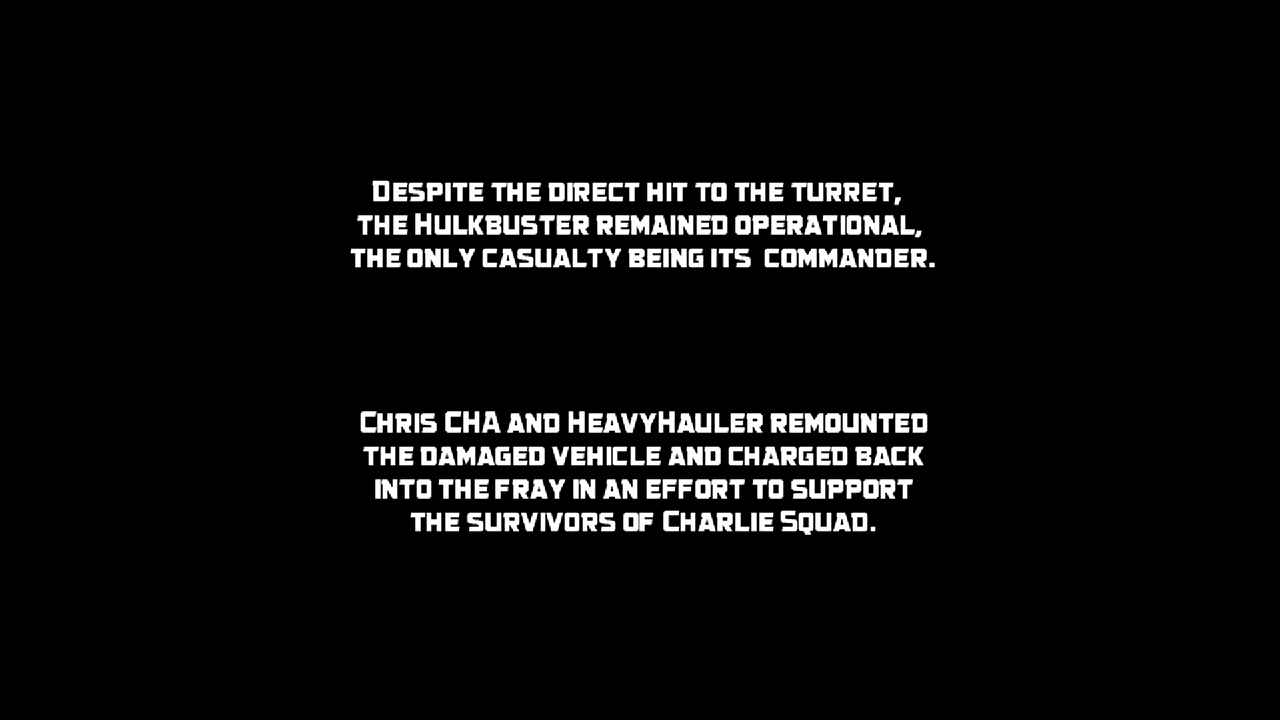 Despite the direct hit to the turret,
the Hulkbuster remained operational,
the only casualty being its commander.
Chris CHA and HeavyHauler remounted
the damaged vehicle and charged back
into the fray in an effort to support
the survivors of Charlie Squad.